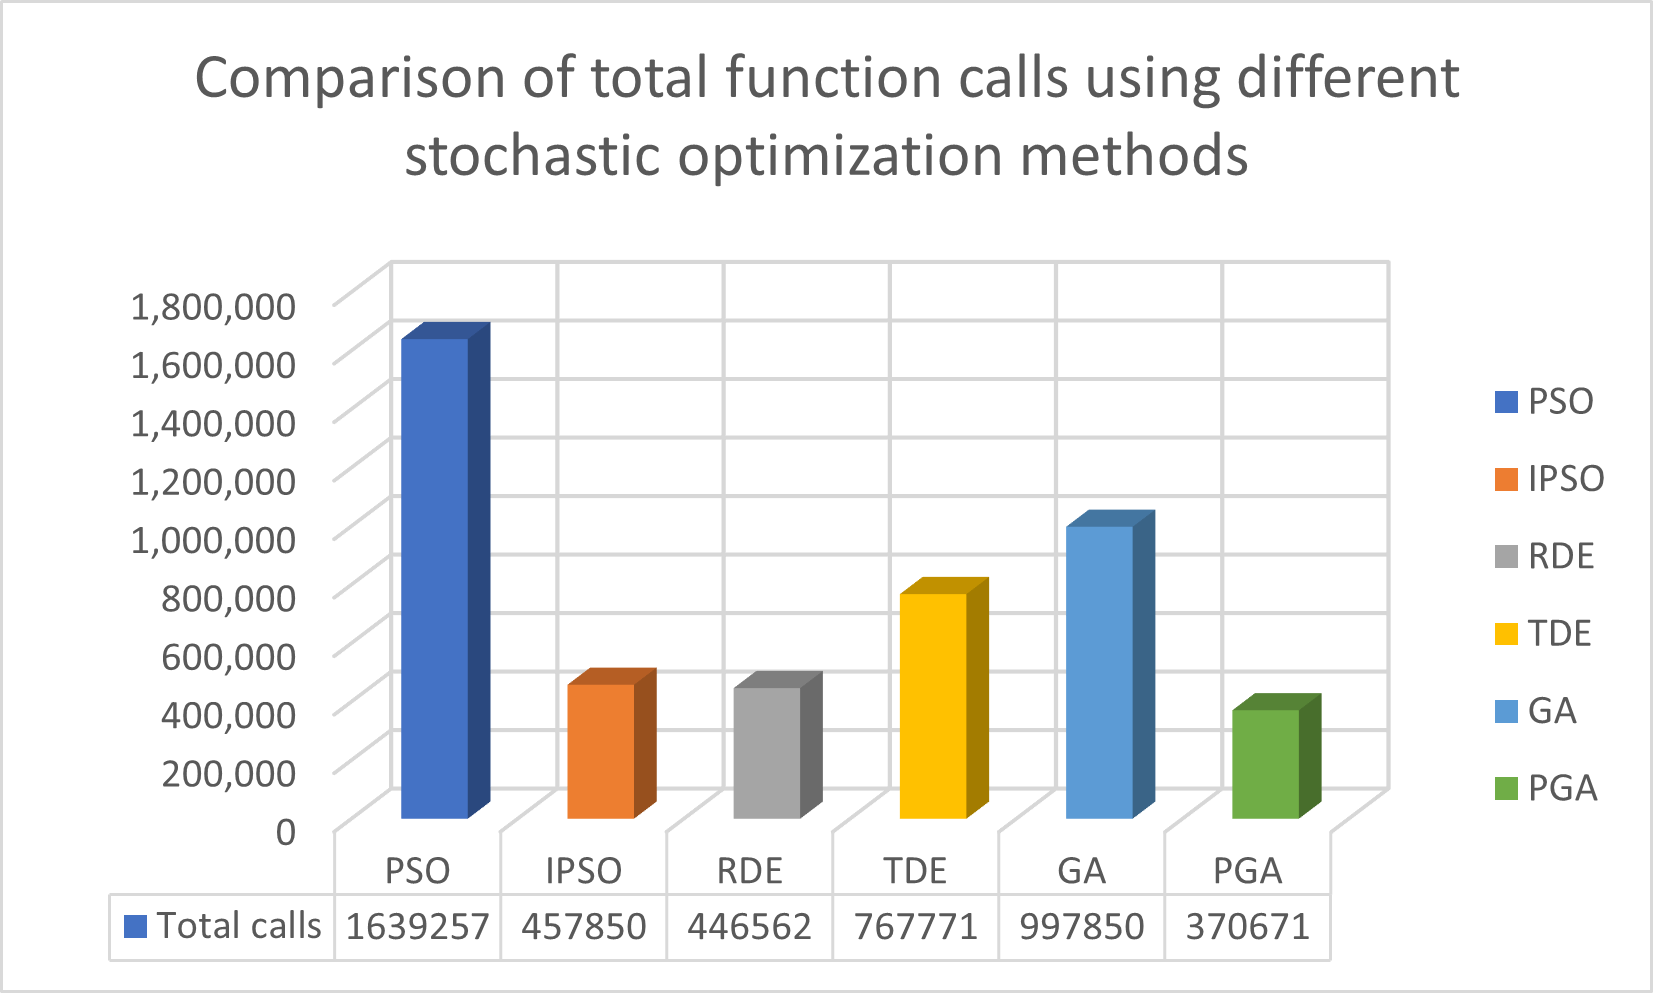 Comparison of total function calls using different
stochastic optimization methods
1,800,000
1,600,000
1,400,000
1,200,000
1,000,000
800,000
600,000
400,000
200,000
0
PSO IPSO RDE TDE GA PGA
Total calls 1639257 457850 446562 767771 997850 370671
PSO
IPSO
RDE
TDE
GA
PGA